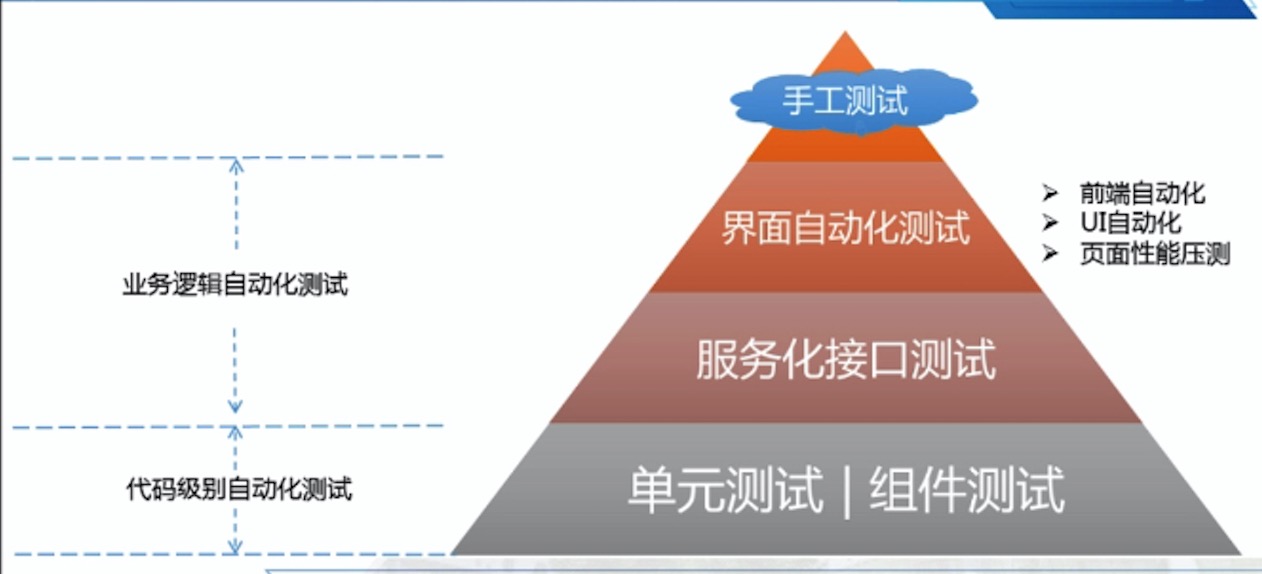 手工测试
界面自动化测试
前端自动化
UI自动化
页面性能压测
业务逻辑自动化测试
服务化接口测试
代码级别自动化测试
单元测试 | 组件测试